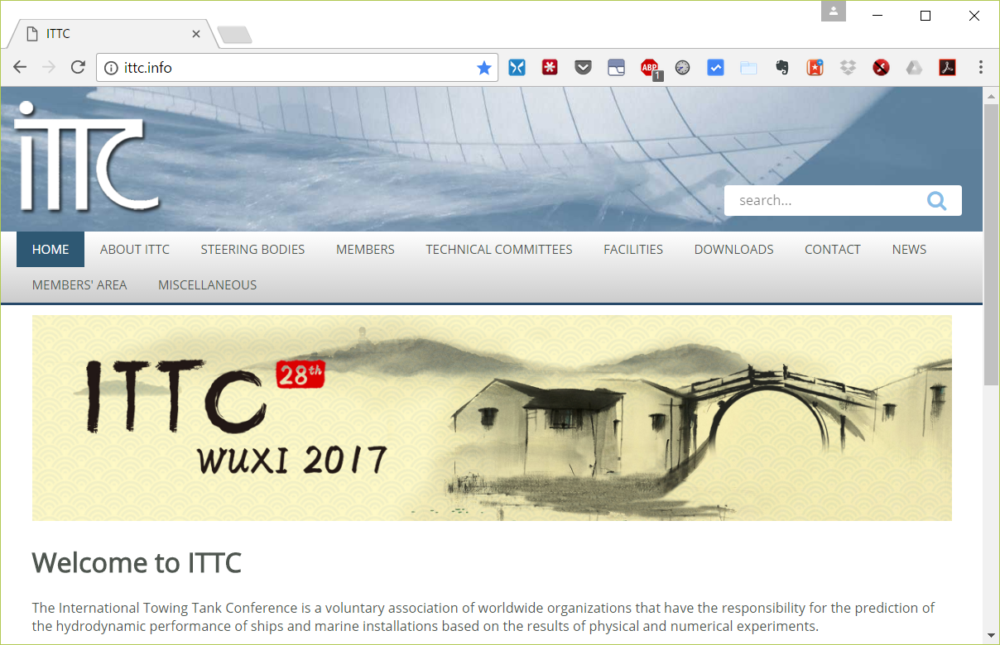 ITTC
ittc.info
ABP
1
iTTC
search...
HOME ABOUT ITTC STEERING BODIES MEMBERS TECHNICAL COMMITTEES FACILITIES DOWNLOADS CONTACT NEWS
MEMBERS' AREA MISCELLANEOUS
ITTC 28th
WUXI 2017
Welcome to ITTC
The International Towing Tank Conference is a voluntary association of worldwide organizations that have the responsibility for the prediction of
the hydrodynamic performance of ships and marine installations based on the results of physical and numerical experiments.